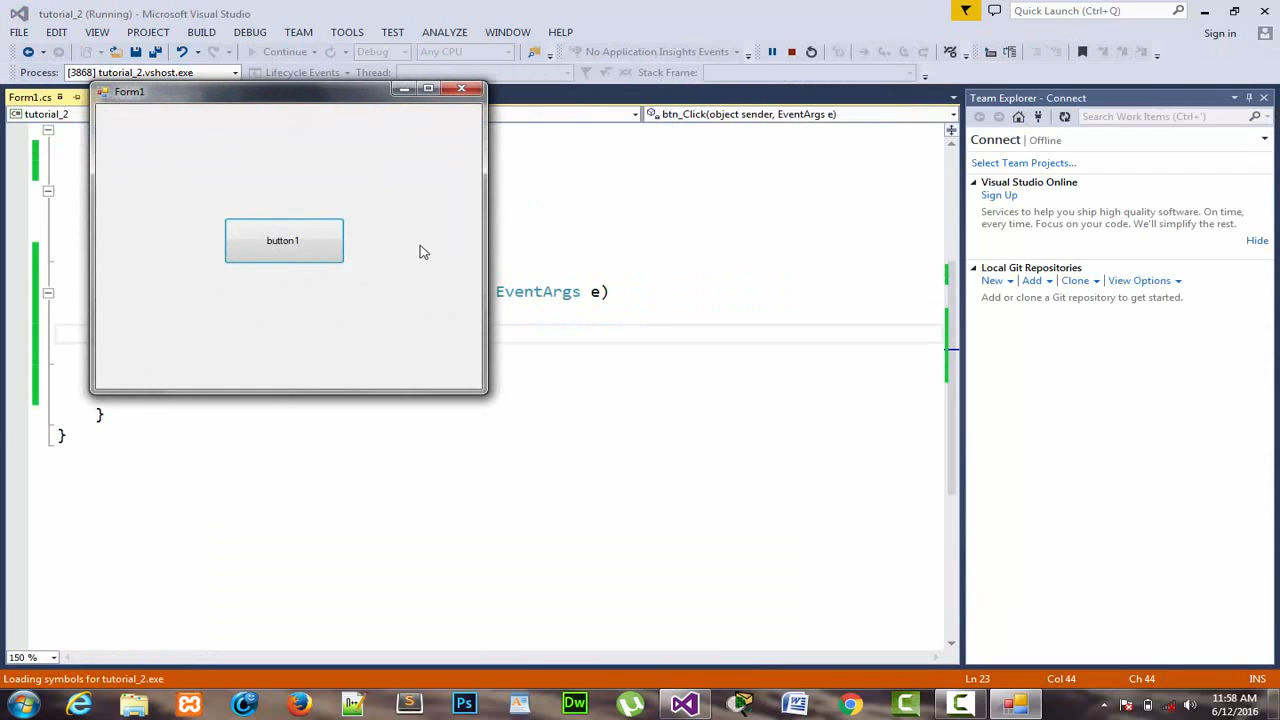 tutorial_2 (Running) - Microsoft Visual Studio
Quick Launch (Ctrl+Q)
FILE EDIT VIEW PROJECT BUILD DEBUG TEAM TOOLS TEST ANALYZE WINDOW HELP
Sign in
Continue Debug Any CPU No Application Insights Events
Process: [3868] tutorial_2.vshost.exe Lifecycle Events Thread: Stack Frame:
Form1.cs
tutorial_2
btn_Click(object sender, EventArgs e)
Form1
button1
EventArgs e)
}
}
150 %
Team Explorer - Connect
Search Work Items (Ctrl+')
Connect | Offline
Select Team Projects...
Visual Studio Online
Sign Up
Services to help you ship high quality software. On time,
every time. Focus on your code. We'll simplify the rest.
Hide
Local Git Repositories
New Add Clone View Options
Add or clone a Git repository to get started.
Loading symbols for tutorial_2.exe
Ln 23 Col 44 Ch 44 INS
Ps
Dw
11:58 AM
6/12/2016